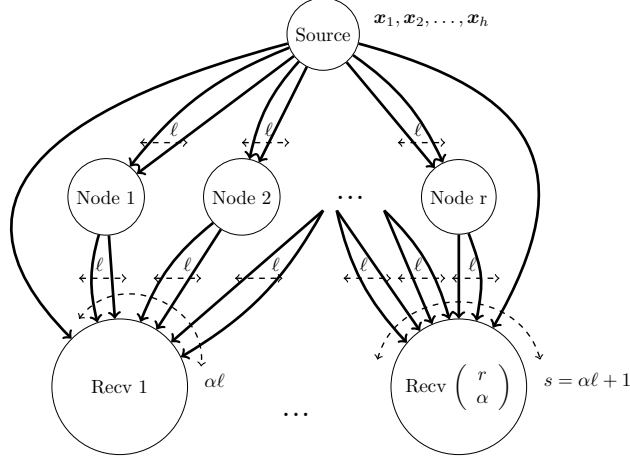 Source
x₁, x₂, . . . , xₕ
ℓ ℓ ℓ
Node 1 Node 2 ... Node r
ℓ ℓ ℓ ℓ ℓ ℓ
Recv 1 αℓ ... Recv ( r α ) s = αℓ + 1